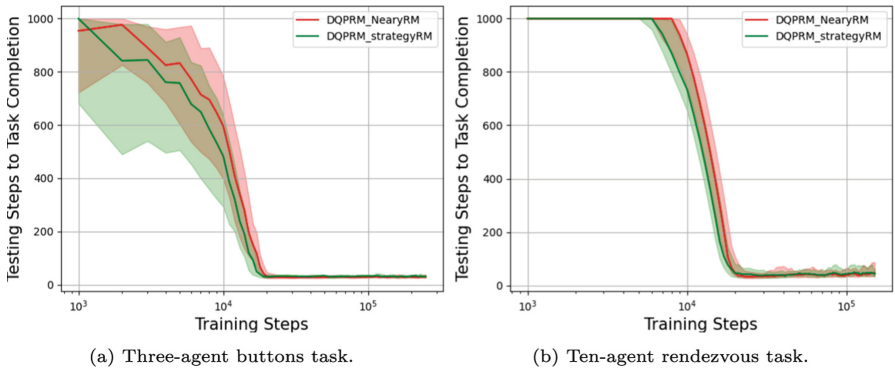 DQPRM_NearyRM
DQPRM_strategyRM
Testing Steps to Task Completion
1000
800
600
400
200
0
10³
10⁴
10⁵
Training Steps
(a) Three-agent buttons task.
DQPRM_NearyRM
DQPRM_strategyRM
Testing Steps to Task Completion
1000
800
600
400
200
0
10³
10⁴
10⁵
Training Steps
(b) Ten-agent rendezvous task.